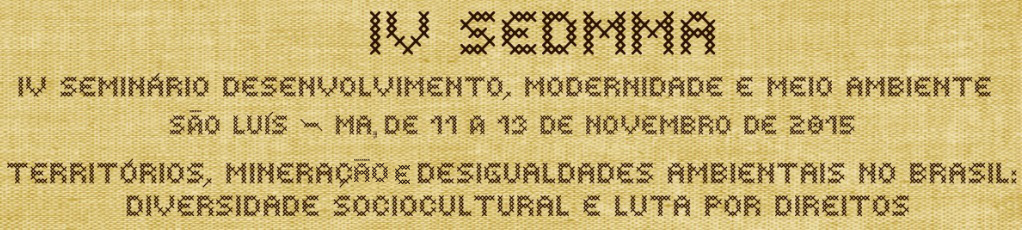 IV SEDMMA
IV SEMINÁRIO DESENVOLVIMENTO, MODERNIDADE E MEIO AMBIENTE
SÃO LUÍS – MA, DE 11 A 13 DE NOVEMBRO DE 2015
TERRITÓRIOS, MINERAÇÃO E DESIGUALDADES AMBIENTAIS NO BRASIL:
DIVERSIDADE SOCIOCULTURAL E LUTA POR DIREITOS